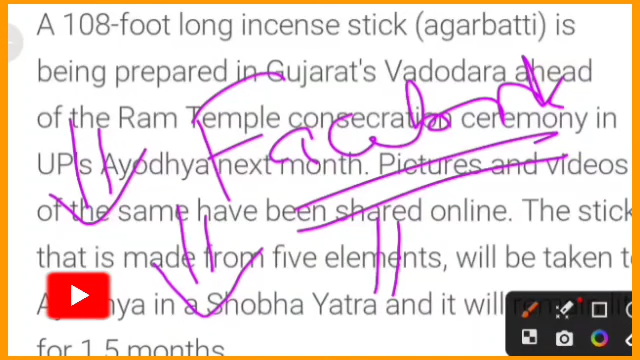 A 108-foot long incense stick (agarbatti) is
being prepared in Gujarat's Vadodara ahead
of the Ram Temple consecration ceremony in
UP's Ayodhya next month. Pictures and videos
of the same have been shared online. The stick
that is made from five elements, will be taken
Ayodhya in a Shobha Yatra and it will remain
for 1.5 months
Facebook